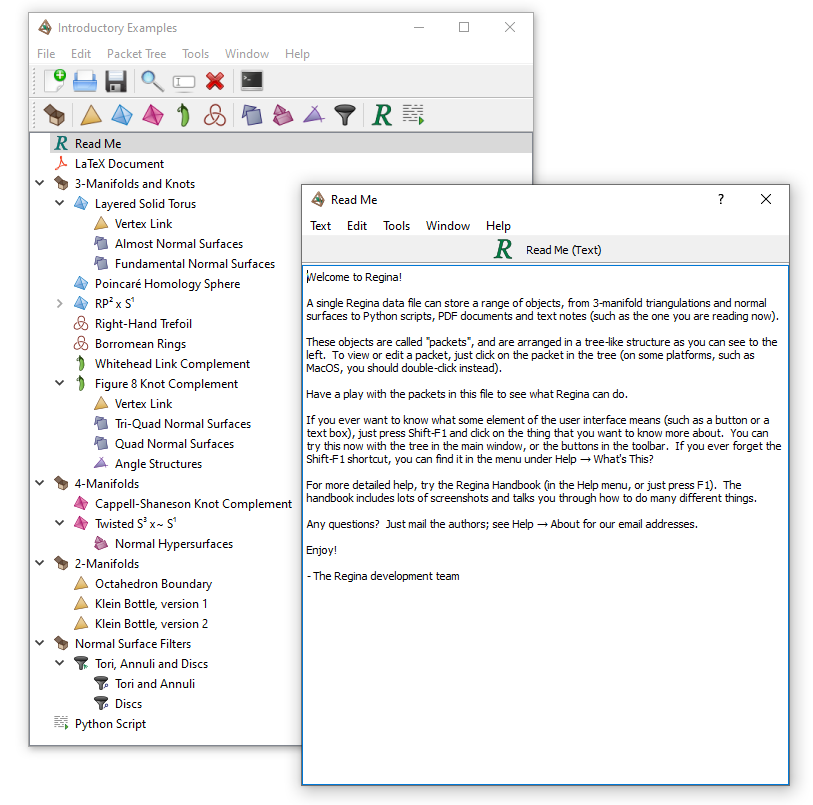 Introductory Examples
File Edit Packet Tree Tools Window Help
R
R Read Me
LaTeX Document
3-Manifolds and Knots
Layered Solid Torus
Vertex Link
Almost Normal Surfaces
Fundamental Normal Surfaces
Poincaré Homology Sphere
RP² x S¹
Right-Hand Trefoil
Borromean Rings
Whitehead Link Complement
Figure 8 Knot Complement
Vertex Link
Tri-Quad Normal Surfaces
Quad Normal Surfaces
Angle Structures
4-Manifolds
Cappell-Shaneson Knot Complement
Twisted S³ x~ S¹
Normal Hypersurfaces
2-Manifolds
Octahedron Boundary
Klein Bottle, version 1
Klein Bottle, version 2
Normal Surface Filters
Tori, Annuli and Discs
Tori and Annuli
Discs
Python Script
Read Me ?
Text Edit Tools Window Help
R Read Me (Text)
Welcome to Regina!
A single Regina data file can store a range of objects, from 3-manifold triangulations and normal
surfaces to Python scripts, PDF documents and text notes (such as the one you are reading now).
These objects are called "packets", and are arranged in a tree-like structure as you can see to the
left. To view or edit a packet, just click on the packet in the tree (on some platforms, such as
MacOS, you should double-click instead).
Have a play with the packets in this file to see what Regina can do.
If you ever want to know what some element of the user interface means (such as a button or a
text box), just press Shift-F1 and click on the thing that you want to know more about. You can
try this now with the tree in the main window, or the buttons in the toolbar. If you ever forget the
Shift-F1 shortcut, you can find it in the menu under Help → What's This?
For more detailed help, try the Regina Handbook (in the Help menu, or just press F1). The
handbook includes lots of screenshots and talks you through how to do many different things.
Any questions? Just mail the authors; see Help → About for our email addresses.
Enjoy!
- The Regina development team